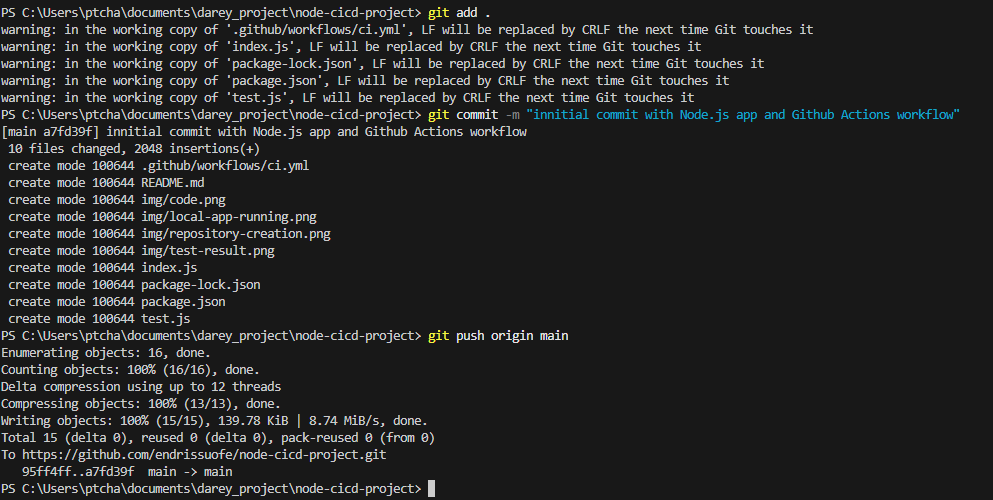 PS C:\Users\ptcha\documents\darey_project\node-cicd-project> git add .
warning: in the working copy of '.github/workflows/ci.yml', LF will be replaced by CRLF the next time Git touches it
warning: in the working copy of 'index.js', LF will be replaced by CRLF the next time Git touches it
warning: in the working copy of 'package-lock.json', LF will be replaced by CRLF the next time Git touches it
warning: in the working copy of 'package.json', LF will be replaced by CRLF the next time Git touches it
warning: in the working copy of 'test.js', LF will be replaced by CRLF the next time Git touches it
PS C:\Users\ptcha\documents\darey_project\node-cicd-project> git commit -m "innitial commit with Node.js app and Github Actions workflow"
[main a7fd39f] innitial commit with Node.js app and Github Actions workflow
 10 files changed, 2048 insertions(+)
 create mode 100644 .github/workflows/ci.yml
 create mode 100644 README.md
 create mode 100644 img/code.png
 create mode 100644 img/local-app-running.png
 create mode 100644 img/repository-creation.png
 create mode 100644 img/test-result.png
 create mode 100644 index.js
 create mode 100644 package-lock.json
 create mode 100644 package.json
 create mode 100644 test.js
PS C:\Users\ptcha\documents\darey_project\node-cicd-project> git push origin main
Enumerating objects: 16, done.
Counting objects: 100% (16/16), done.
Delta compression using up to 12 threads
Compressing objects: 100% (13/13), done.
Writing objects: 100% (15/15), 139.78 KiB | 8.74 MiB/s, done.
Total 15 (delta 0), reused 0 (delta 0), pack-reused 0 (from 0)
To https://github.com/endrissuofe/node-cicd-project.git
   95ff4ff..a7fd39f  main -> main
PS C:\Users\ptcha\documents\darey_project\node-cicd-project>